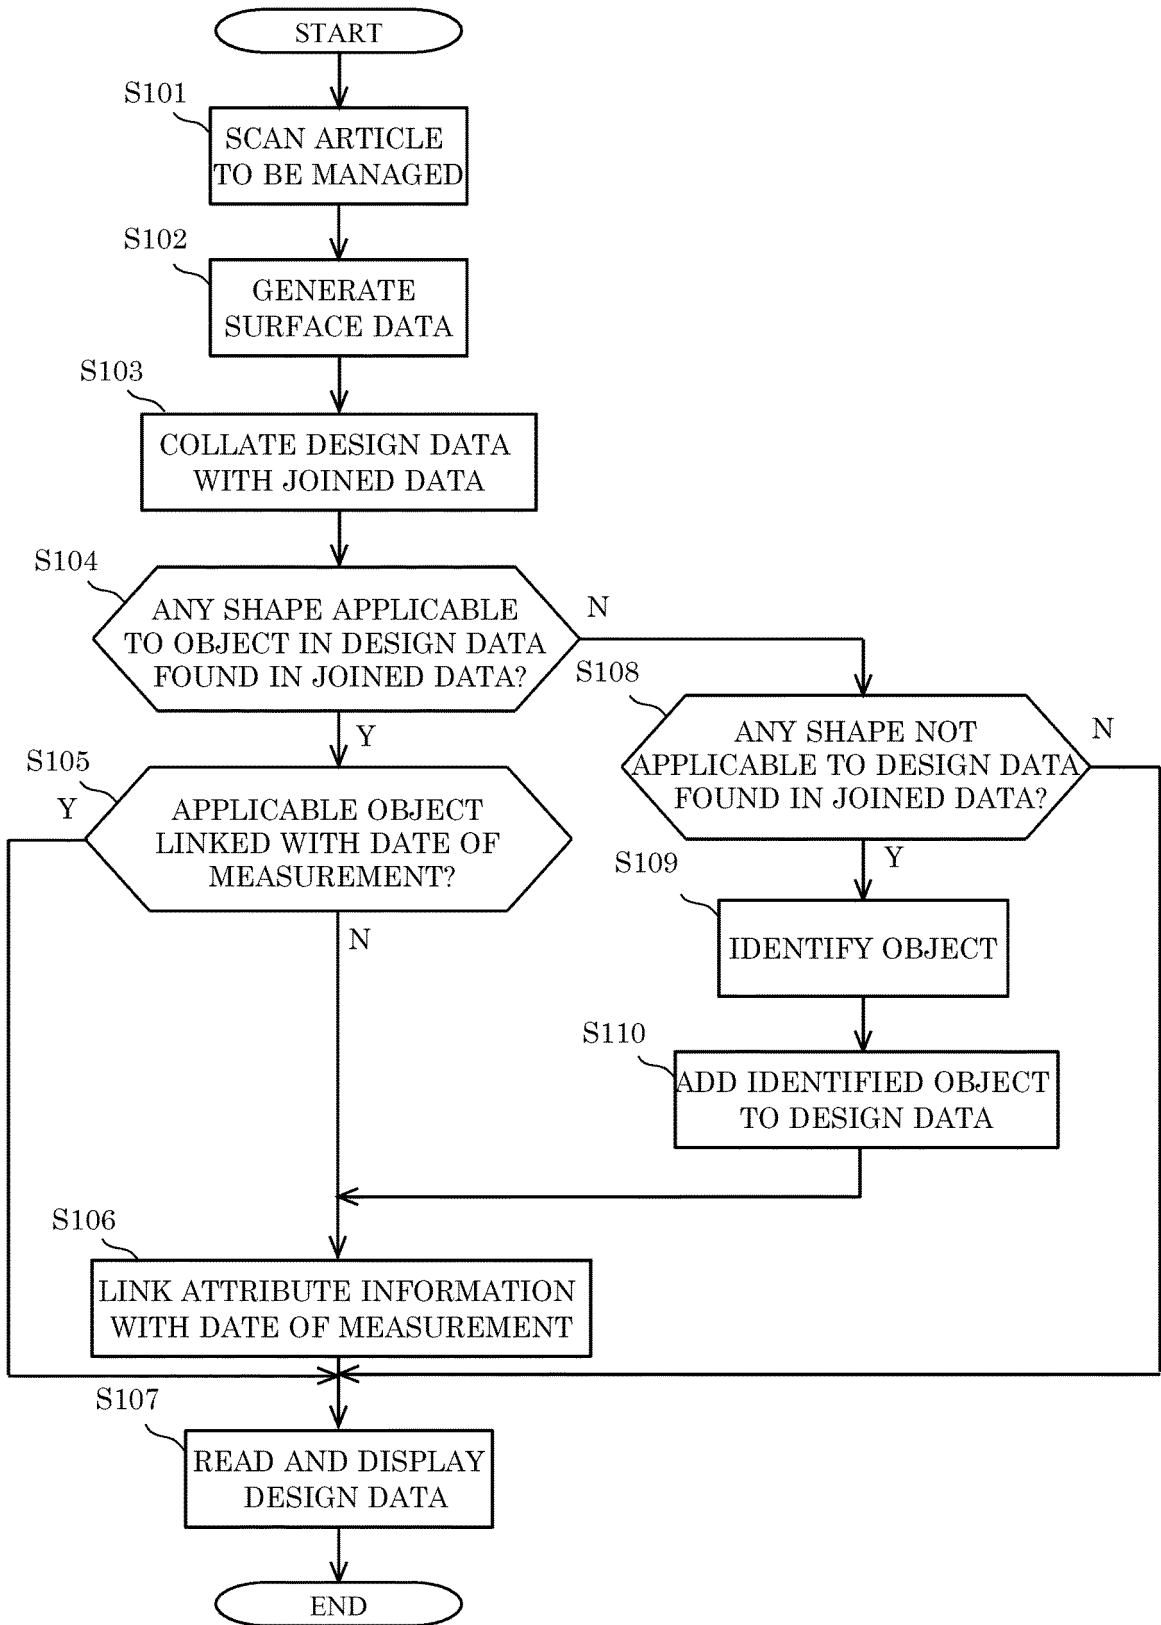 START
S101
SCAN ARTICLE
TO BE MANAGED
S102
GENERATE
SURFACE DATA
S103
COLLATE DESIGN DATA
WITH JOINED DATA
S104
ANY SHAPE APPLICABLE
TO OBJECT IN DESIGN DATA
FOUND IN JOINED DATA?
N
Y
S108
ANY SHAPE NOT
APPLICABLE TO DESIGN DATA
FOUND IN JOINED DATA?
N
Y
S105
Y
APPLICABLE OBJECT
LINKED WITH DATE OF
MEASUREMENT?
N
S109
IDENTIFY OBJECT
S110
ADD IDENTIFIED OBJECT
TO DESIGN DATA
S106
LINK ATTRIBUTE INFORMATION
WITH DATE OF MEASUREMENT
S107
READ AND DISPLAY
DESIGN DATA
END